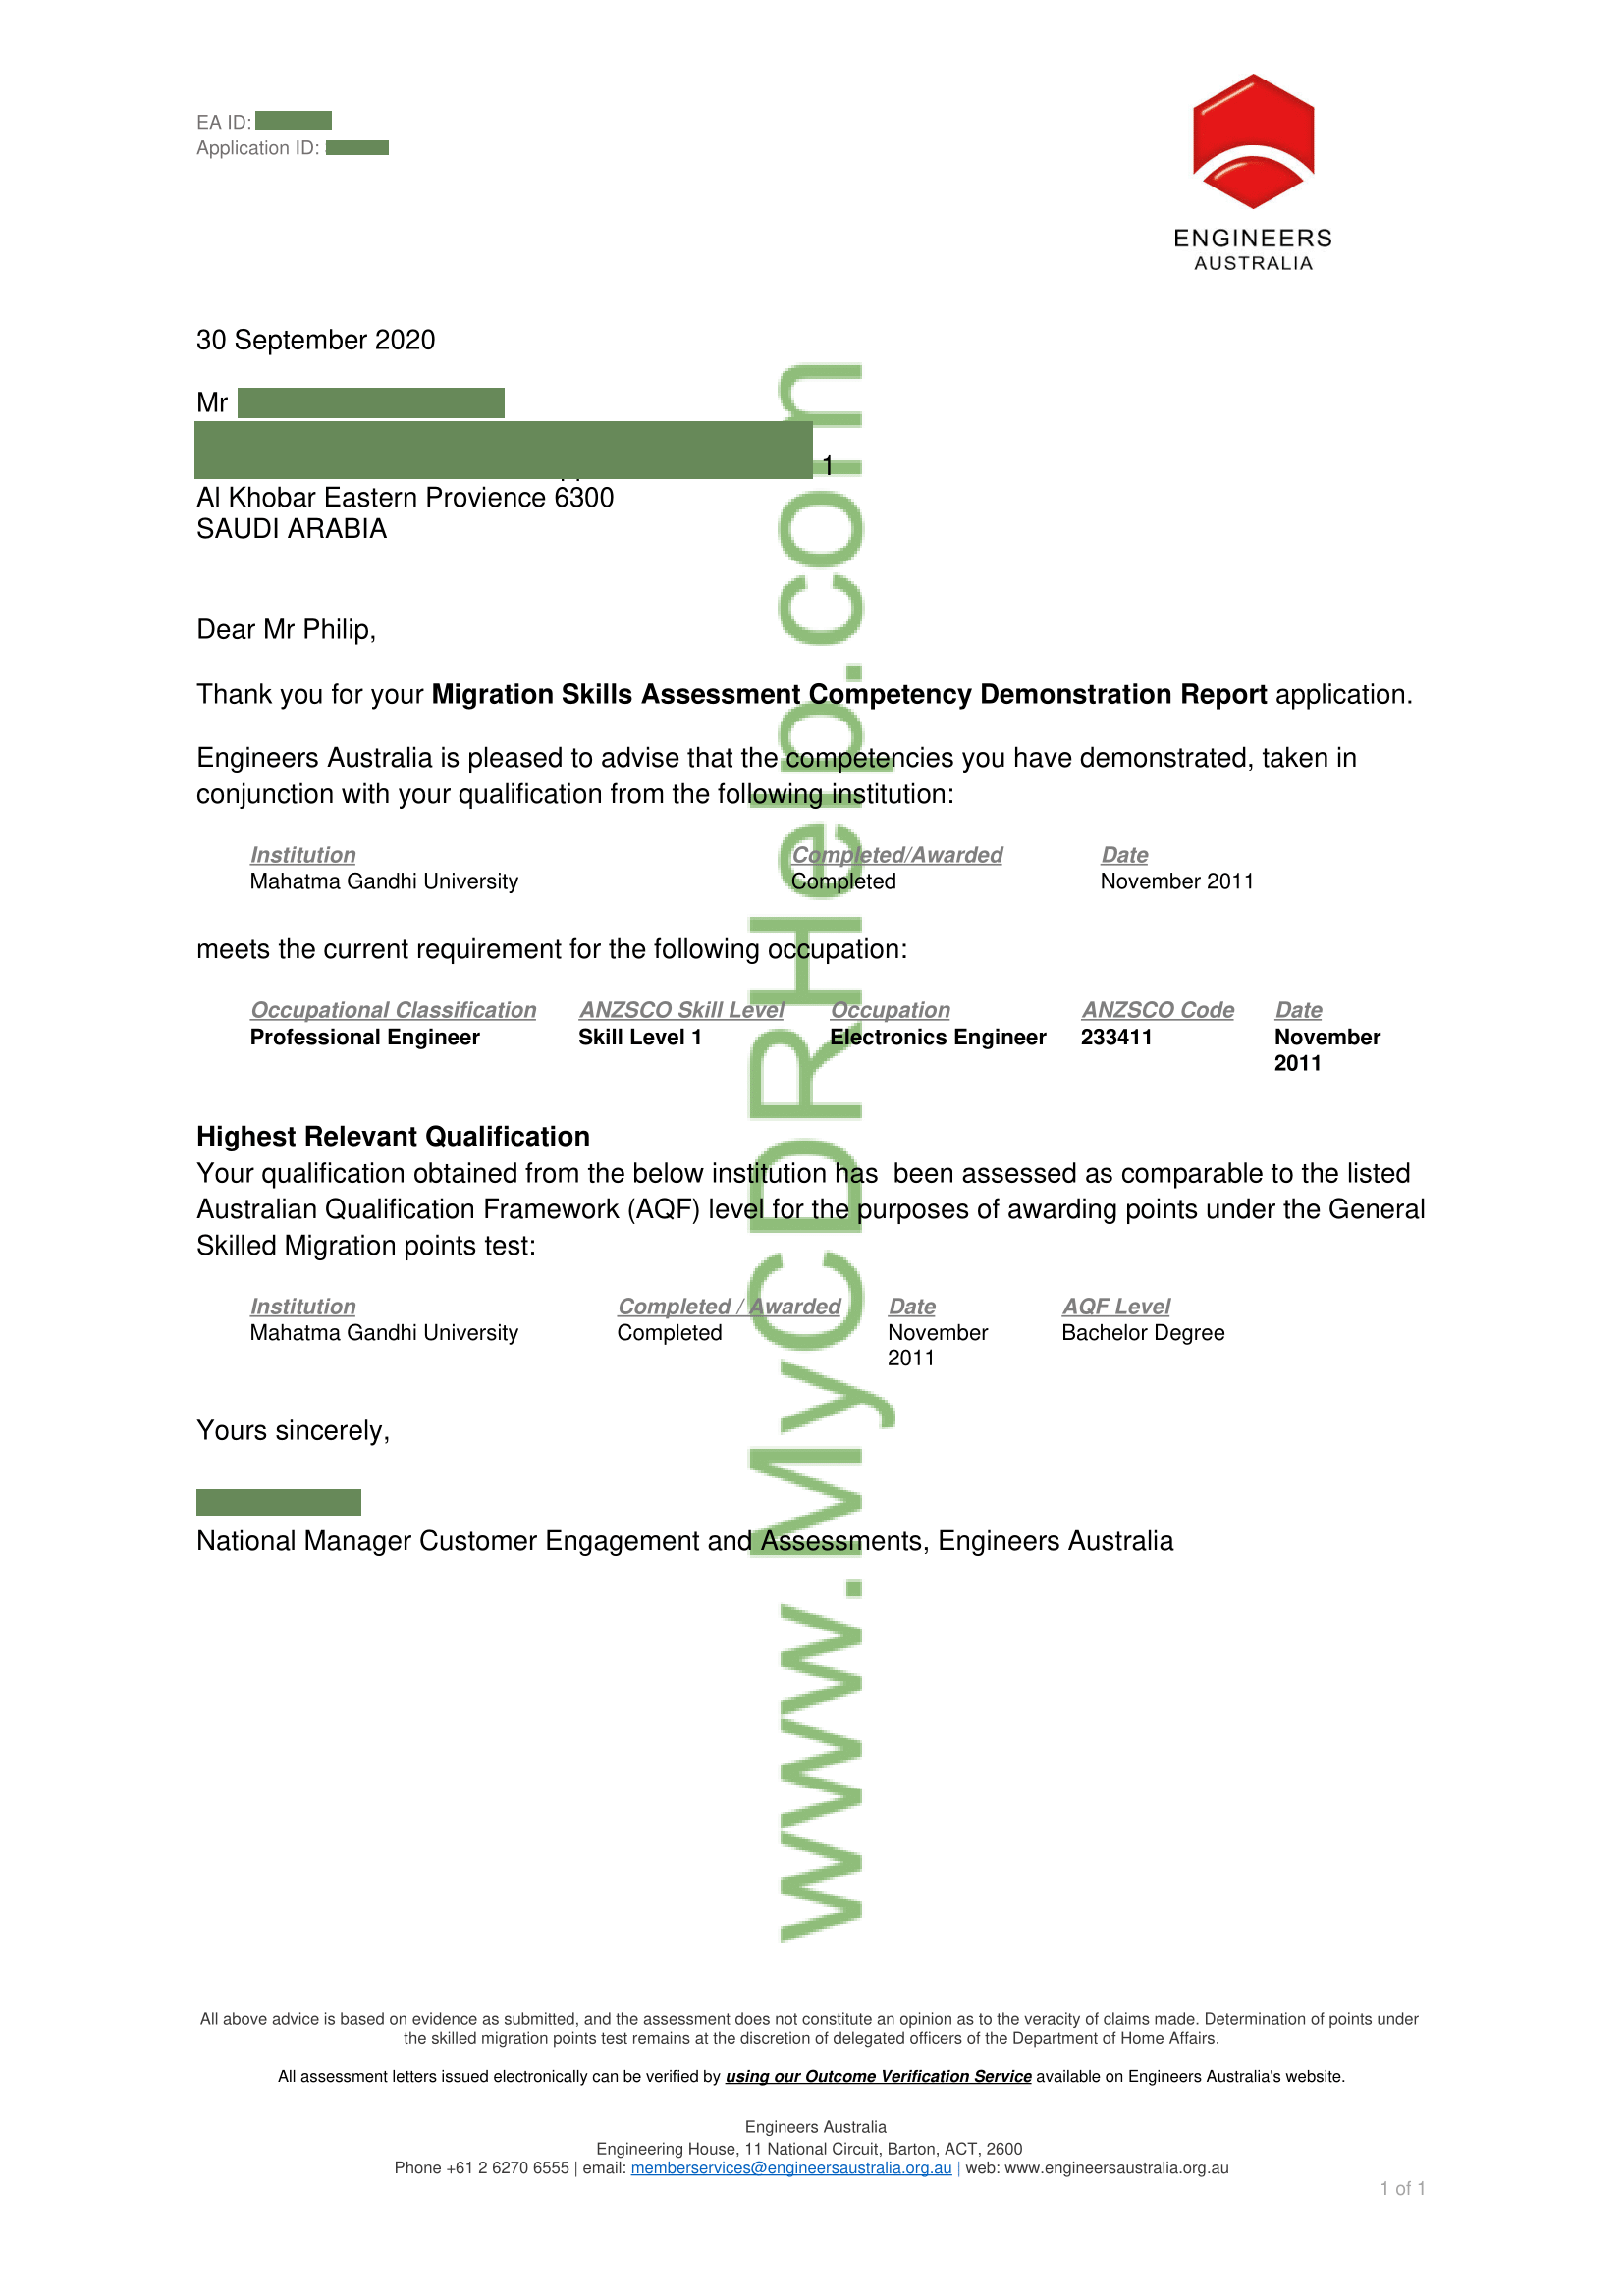 EA ID:
Application ID:
ENGINEERS
AUSTRALIA
30 September 2020
Mr
1
Al Khobar Eastern Provience 6300
SAUDI ARABIA
Dear Mr Philip,
Thank you for your Migration Skills Assessment Competency Demonstration Report application.
Engineers Australia is pleased to advise that the competencies you have demonstrated, taken in
conjunction with your qualification from the following institution:
Institution Completed/Awarded Date
Mahatma Gandhi University Completed November 2011
meets the current requirement for the following occupation:
Occupational Classification ANZSCO Skill Level Occupation ANZSCO Code Date
Professional Engineer Skill Level 1 Electronics Engineer 233411 November
2011
Highest Relevant Qualification
Your qualification obtained from the below institution has  been assessed as comparable to the listed
Australian Qualification Framework (AQF) level for the purposes of awarding points under the General
Skilled Migration points test:
Institution Completed / Awarded Date AQF Level
Mahatma Gandhi University Completed November Bachelor Degree
2011
Yours sincerely,
National Manager Customer Engagement and Assessments, Engineers Australia
www.MyCDRHelp.com
All above advice is based on evidence as submitted, and the assessment does not constitute an opinion as to the veracity of claims made. Determination of points under
the skilled migration points test remains at the discretion of delegated officers of the Department of Home Affairs.
All assessment letters issued electronically can be verified by using our Outcome Verification Service available on Engineers Australia's website.
Engineers Australia
Engineering House, 11 National Circuit, Barton, ACT, 2600
Phone +61 2 6270 6555 | email: memberservices@engineersaustralia.org.au | web: www.engineersaustralia.org.au
1 of 1